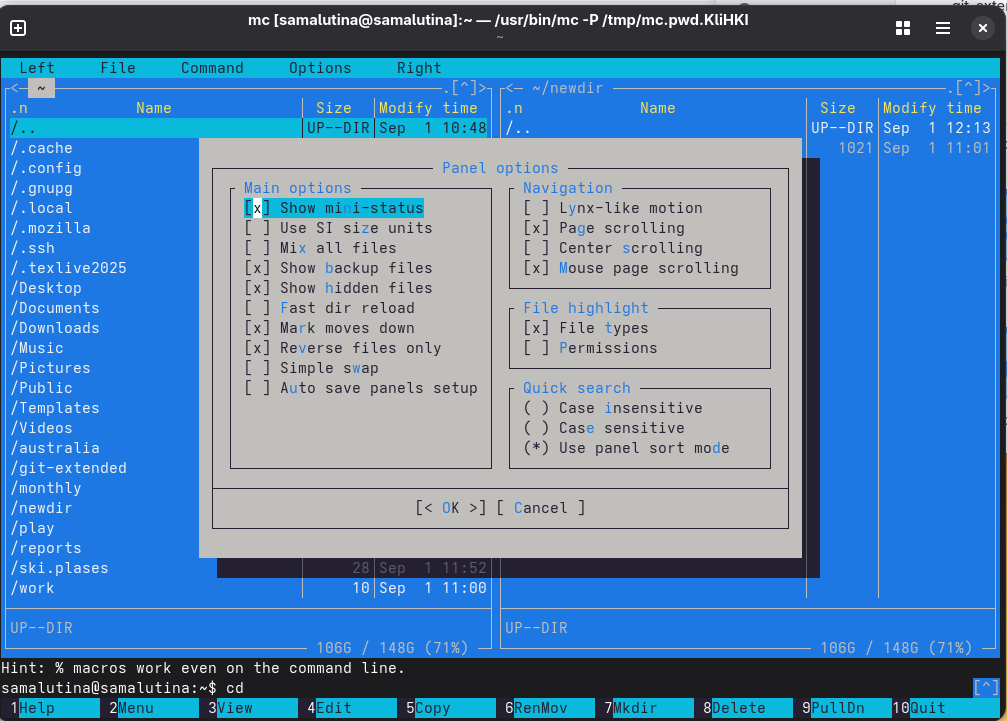 git-exten
mc [samalutina@samalutina]:~ — /usr/bin/mc -P /tmp/mc.pwd.KliHKI
~
Left File Command Options Right
<─ ~ .[^]> <─ ~/newdir .[^]>
.n Name Size Modify time .n Name Size Modify time
/.. UP--DIR Sep 1 10:48 /.. UP--DIR Sep 1 12:13
/.cache 1021 Sep 1 11:01
/.config
/.gnupg
/.local
/.mozilla
/.ssh
/.texlive2025
/Desktop
/Documents
/Downloads
/Music
/Pictures
/Public
/Templates
/Videos
/australia
/git-extended
/monthly
/newdir
/play
/reports
/ski.plases 28 Sep 1 11:52
/work 10 Sep 1 11:00
Panel options
Main options
[x] Show mini-status
[ ] Use SI size units
[ ] Mix all files
[x] Show backup files
[x] Show hidden files
[ ] Fast dir reload
[x] Mark moves down
[x] Reverse files only
[ ] Simple swap
[ ] Auto save panels setup
Navigation
[ ] Lynx-like motion
[x] Page scrolling
[ ] Center scrolling
[x] Mouse page scrolling
File highlight
[x] File types
[ ] Permissions
Quick search
( ) Case insensitive
( ) Case sensitive
(*) Use panel sort mode
[< OK >] [ Cancel ]
UP--DIR UP--DIR
106G / 148G (71%) 106G / 148G (71%)
Hint: % macros work even on the command line.
samalutina@samalutina:~$ cd [^]
1Help 2Menu 3View 4Edit 5Copy 6RenMov 7Mkdir 8Delete 9PullDn 10Quit